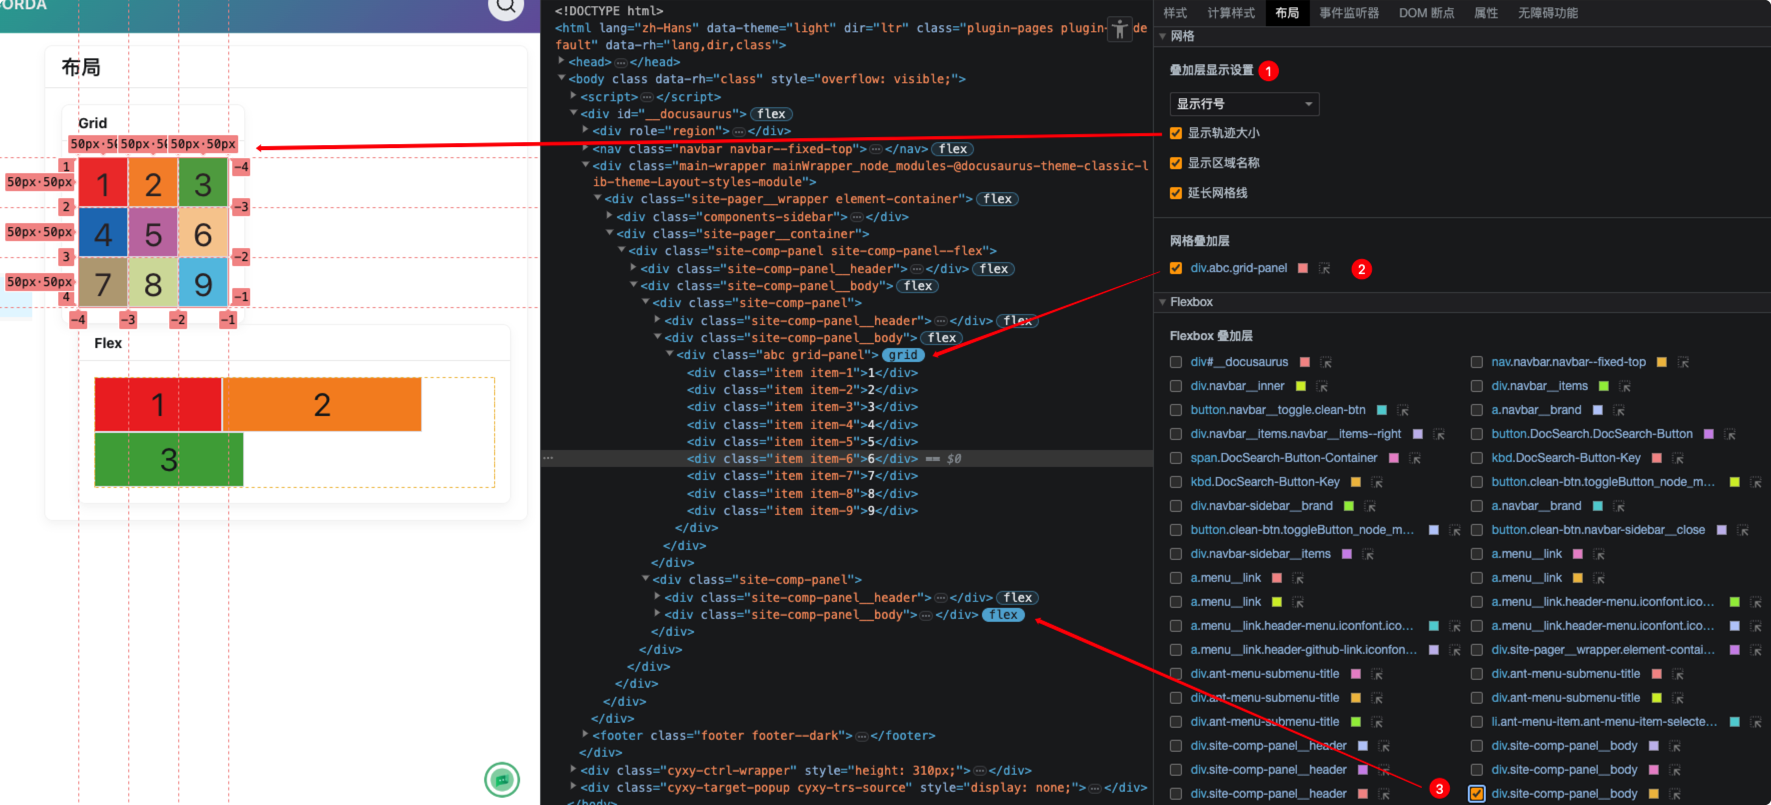 ORDA
布局
Grid
50px·50px 50px·50px 50px·50px
1 -4
50px·50px 1 2 3
2 -3
50px·50px 4 5 6
3 -2
50px·50px 7 8 9
4 -1
-4 -3 -2 -1
Flex
1 2
3
<!DOCTYPE html>
<html lang="zh-Hans" data-theme="light" dir="ltr" class="plugin-pages plugin-de
fault" data-rh="lang,dir,class">
<head>⋯</head>
<body class data-rh="class" style="overflow: visible;">
<script>⋯</script>
<div id="__docusaurus"> flex
<div role="region">⋯</div>
<nav class="navbar navbar--fixed-top">⋯</nav> flex
<div class="main-wrapper mainWrapper_node_modules-@docusaurus-theme-classic-l
ib-theme-Layout-styles-module">
<div class="site-pager__wrapper element-container"> flex
<div class="components-sidebar">⋯</div>
<div class="site-pager__container">
<div class="site-comp-panel site-comp-panel--flex">
<div class="site-comp-panel__header">⋯</div> flex
<div class="site-comp-panel__body"> flex
<div class="site-comp-panel">
<div class="site-comp-panel__header">⋯</div> flex
<div class="site-comp-panel__body"> flex
<div class="abc grid-panel"> grid
<div class="item item-1">1</div>
<div class="item item-2">2</div>
<div class="item item-3">3</div>
<div class="item item-4">4</div>
<div class="item item-5">5</div>
⋯ <div class="item item-6">6</div> == $0
<div class="item item-7">7</div>
<div class="item item-8">8</div>
<div class="item item-9">9</div>
</div>
</div>
</div>
<div class="site-comp-panel">
<div class="site-comp-panel__header">⋯</div> flex
<div class="site-comp-panel__body">⋯</div> flex
</div>
</div>
</div>
</div>
</div>
</div>
<footer class="footer footer--dark">⋯</footer>
</div>
<div class="cyxy-ctrl-wrapper" style="height: 310px;">⋯</div>
<div class="cyxy-target-popup cyxy-trs-source" style="display: none;">⋯</div>
</body>
样式 计算样式 布局 事件监听器 DOM 断点 属性 无障碍功能
网格
叠加层显示设置 1
显示行号
显示轨迹大小
显示区域名称
延长网格线
网格叠加层
div.abc.grid-panel 2
Flexbox
Flexbox 叠加层
div#__docusaurus nav.navbar.navbar--fixed-top
div.navbar__inner div.navbar__items
button.navbar__toggle.clean-btn a.navbar__brand
div.navbar__items.navbar__items--right button.DocSearch.DocSearch-Button
span.DocSearch-Button-Container kbd.DocSearch-Button-Key
kbd.DocSearch-Button-Key button.clean-btn.toggleButton_node_m...
div.navbar-sidebar__brand a.navbar__brand
button.clean-btn.toggleButton_node_m... button.clean-btn.navbar-sidebar__close
div.navbar-sidebar__items a.menu__link
a.menu__link a.menu__link
a.menu__link a.menu__link.header-menu.iconfont.ico...
a.menu__link.header-menu.iconfont.ico... a.menu__link.header-menu.iconfont.ico...
a.menu__link.header-github-link.iconfon... div.site-pager__wrapper.element-contai...
div.ant-menu-submenu-title div.ant-menu-submenu-title
div.ant-menu-submenu-title div.ant-menu-submenu-title
div.ant-menu-submenu-title li.ant-menu-item.ant-menu-item-selecte...
div.site-comp-panel__header div.site-comp-panel__body
div.site-comp-panel__header div.site-comp-panel__body
div.site-comp-panel__header 3 div.site-comp-panel__body